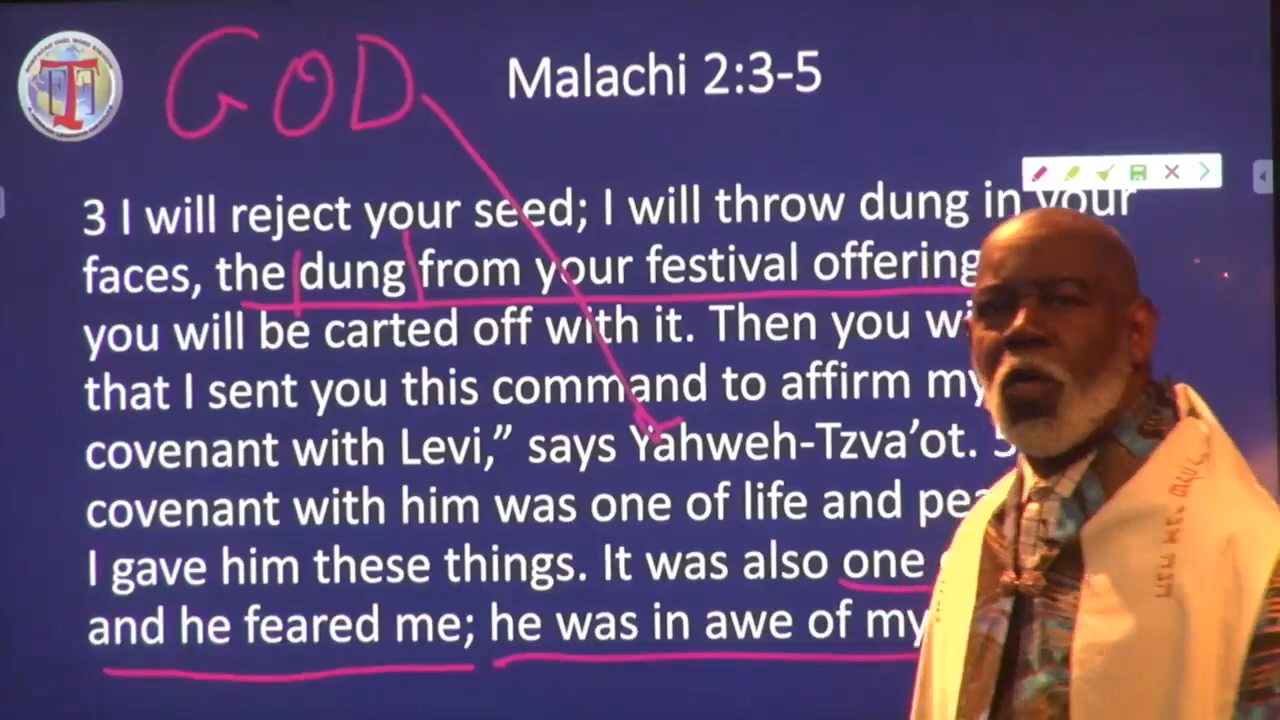 GOD
Malachi 2:3-5
3 I will reject your seed; I will throw dung in your
faces, the dung from your festival offering
you will be carted off with it. Then you wi
that I sent you this command to affirm my
covenant with Levi,” says Yahweh-Tzva’ot. 5
covenant with him was one of life and pea
I gave him these things. It was also one
and he feared me; he was in awe of my